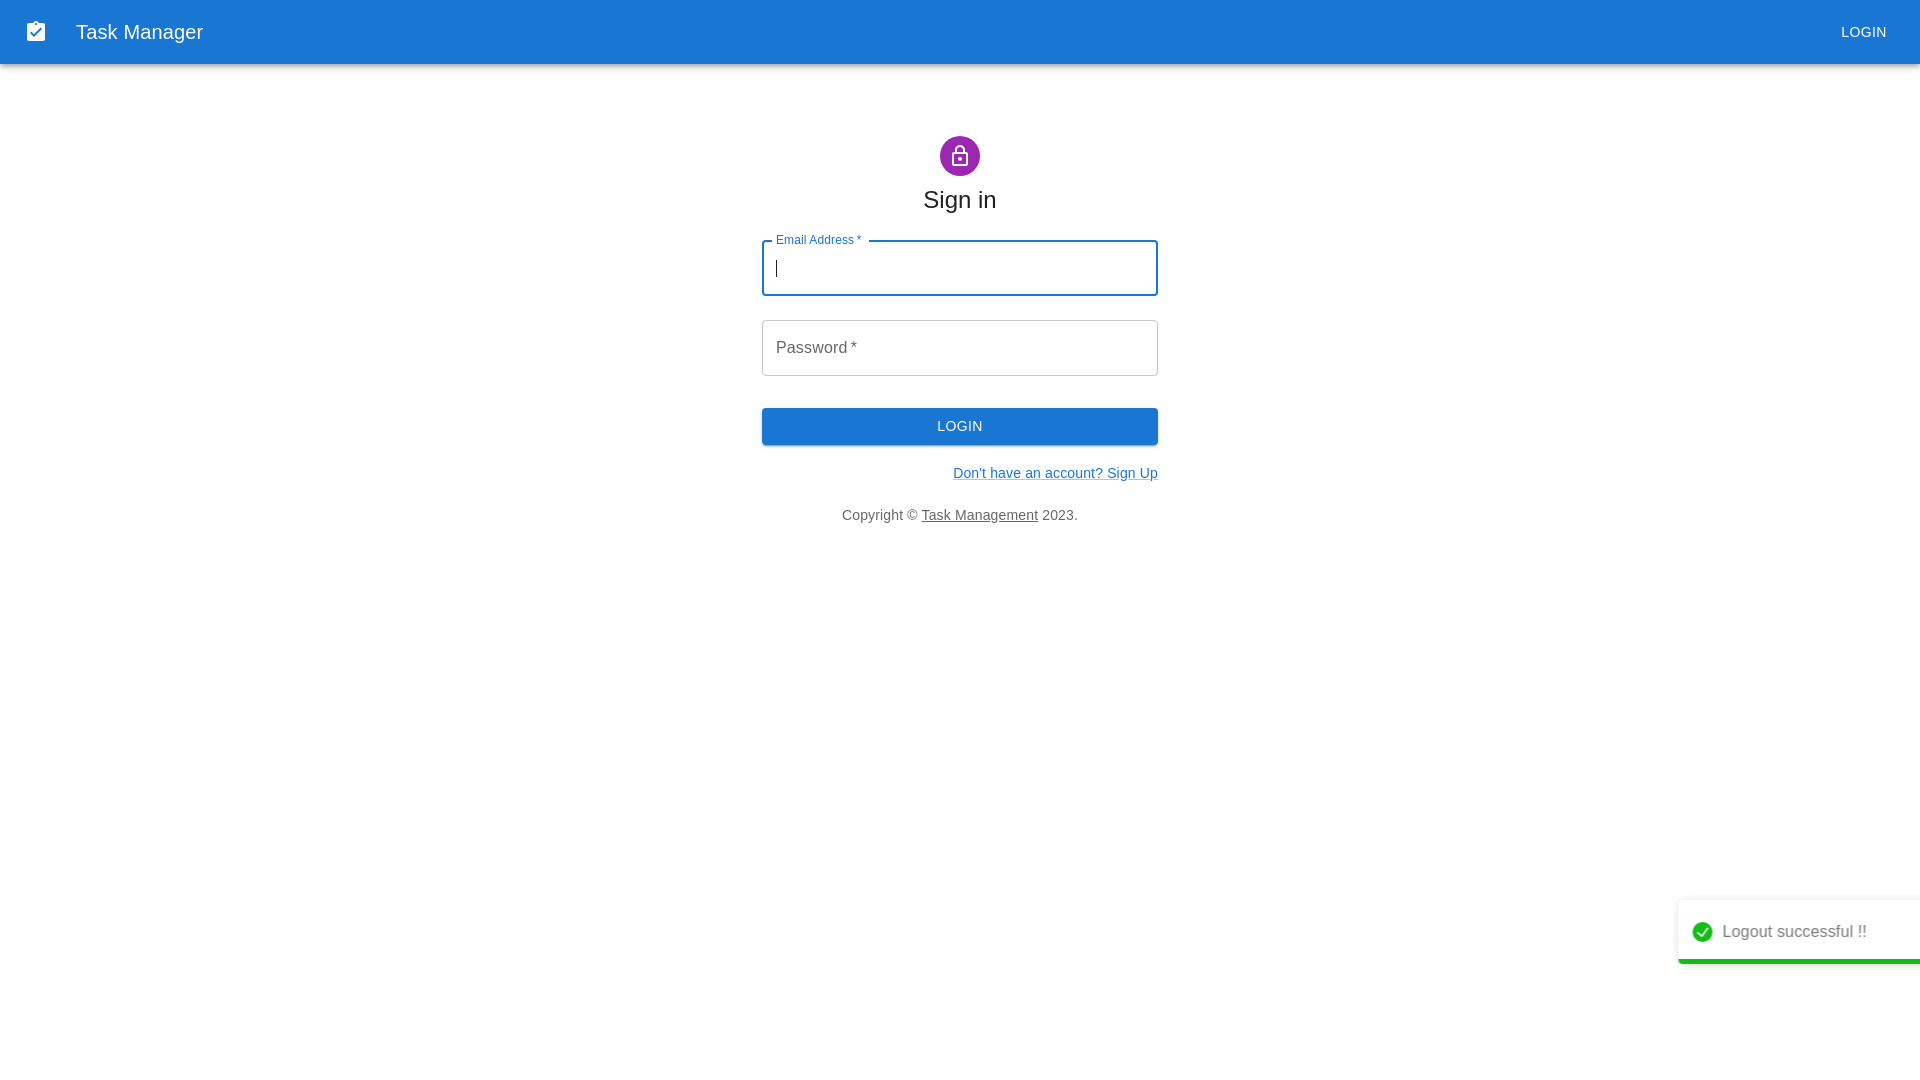 Task Manager
LOGIN
Sign in
Email Address *
Password *
LOGIN
Don't have an account? Sign Up
Copyright © Task Management 2023.
Logout successful !!